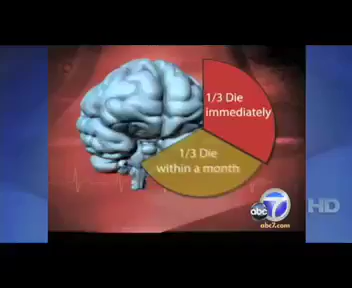 1/3 Die
immediately
1/3 Die
within a month
abc 7 HD
abc7.com